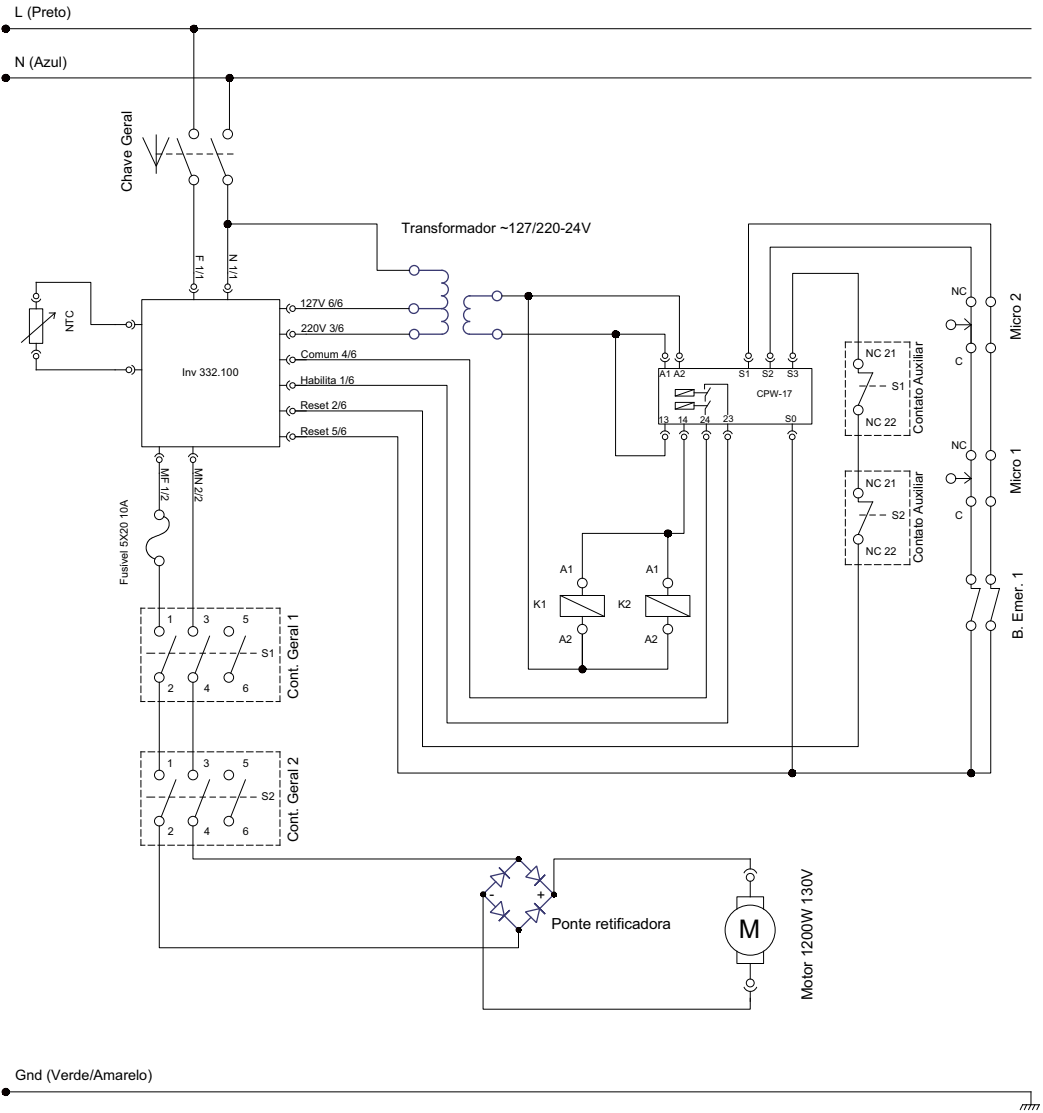 L (Preto)
N (Azul)
Chave Geral
Transformador ~127/220-24V
F 1/1
N 1/1
NTC
Inv 332.100
127V 6/6
220V 3/6
Comum 4/6
Habilita 1/6
Reset 2/6
Reset 5/6
MF 1/2
MN 2/2
A1 A2
S1 S2 S3
CPW-17
13 14 24 23 S0
NC 21
S1
NC 22
Contato Auxiliar
NC 21
S2
NC 22
Contato Auxiliar
NC
C
Micro 2
NC
C
Micro 1
B. Emer. 1
Fusivel 5X20 10A
A1
K1
A2
A1
K2
A2
1 3 5
S1
2 4 6
Cont. Geral 1
1 3 5
S2
2 4 6
Cont. Geral 2
- +
Ponte retificadora
M
Motor 1200W 130V
Gnd (Verde/Amarelo)